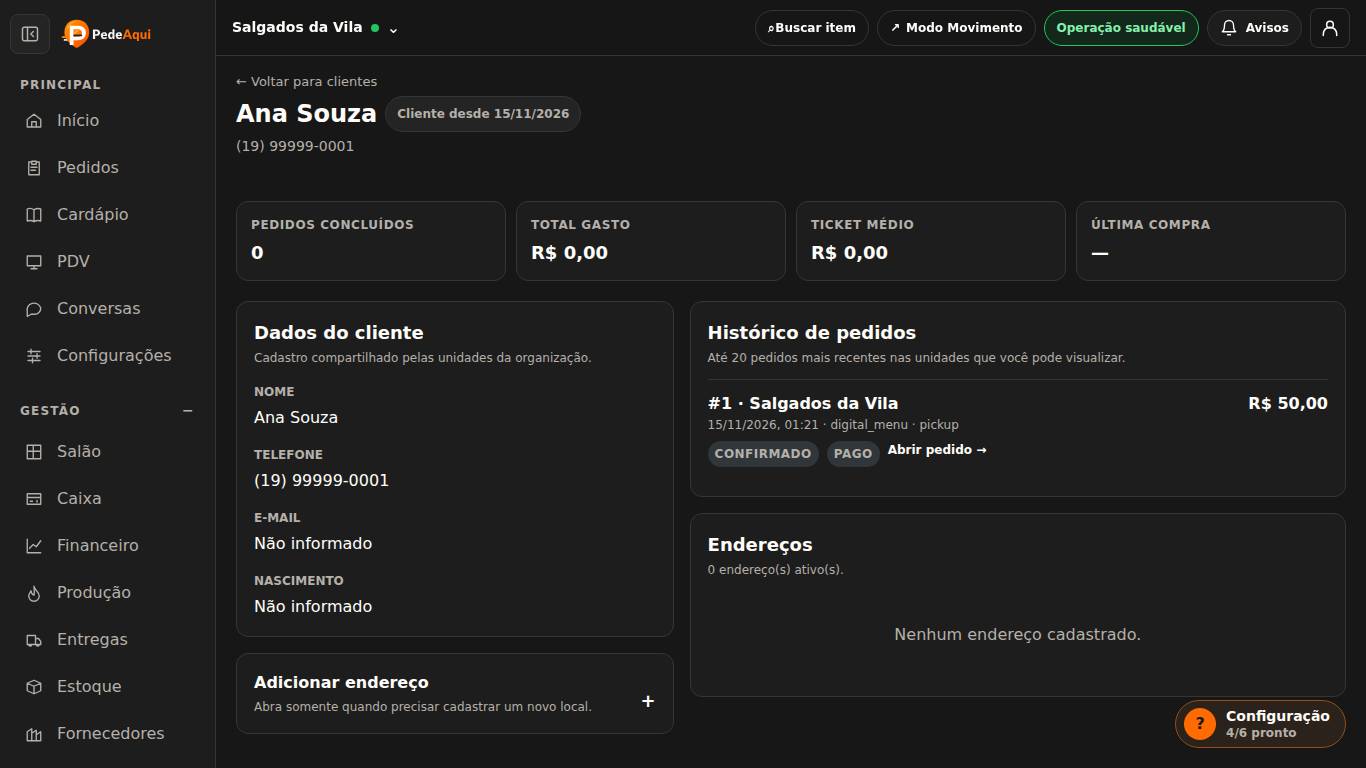 PedeAqui
PRINCIPAL
Início
Pedidos
Cardápio
PDV
Conversas
Configurações
GESTÃO −
Salão
Caixa
Financeiro
Produção
Entregas
Estoque
Fornecedores
Salgados da Vila
Buscar item
↗ Modo Movimento
Operação saudável
Avisos
← Voltar para clientes
Ana Souza
Cliente desde 15/11/2026
(19) 99999-0001
PEDIDOS CONCLUÍDOS
0
TOTAL GASTO
R$ 0,00
TICKET MÉDIO
R$ 0,00
ÚLTIMA COMPRA
—
Dados do cliente
Cadastro compartilhado pelas unidades da organização.
NOME
Ana Souza
TELEFONE
(19) 99999-0001
E-MAIL
Não informado
NASCIMENTO
Não informado
Adicionar endereço
Abra somente quando precisar cadastrar um novo local.
+
Histórico de pedidos
Até 20 pedidos mais recentes nas unidades que você pode visualizar.
#1 · Salgados da Vila R$ 50,00
15/11/2026, 01:21 · digital_menu · pickup
CONFIRMADO PAGO Abrir pedido →
Endereços
0 endereço(s) ativo(s).
Nenhum endereço cadastrado.
?
Configuração
4/6 pronto